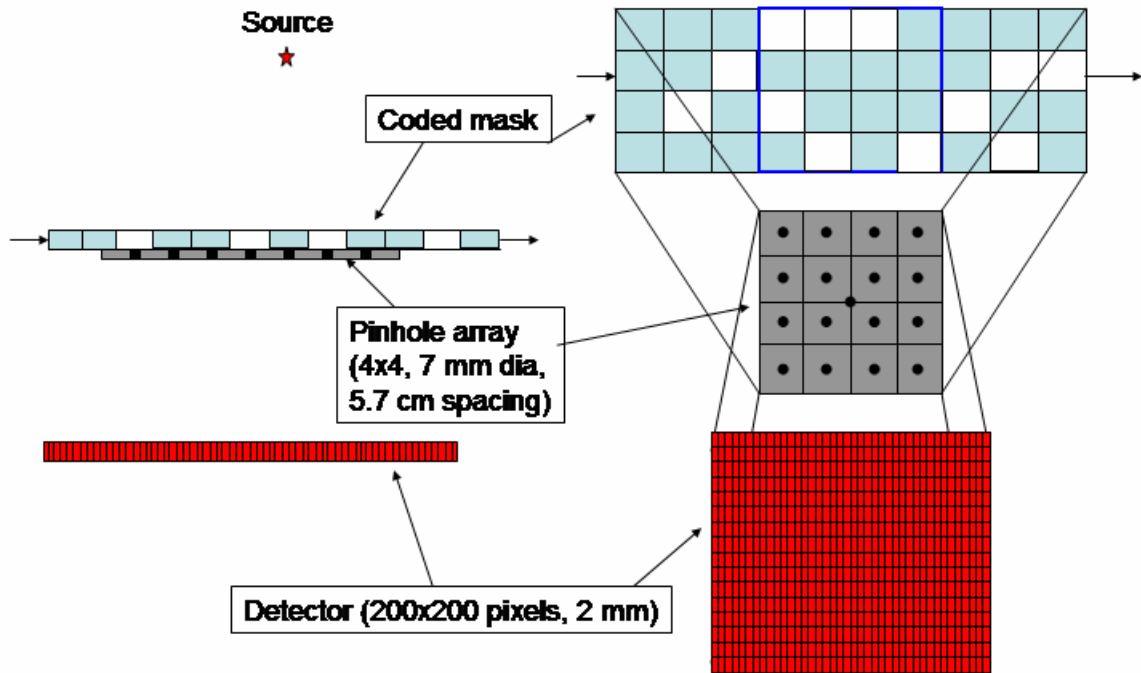 Source
Coded mask
Pinhole array
(4x4, 7 mm dia,
5.7 cm spacing)
Detector (200x200 pixels, 2 mm)